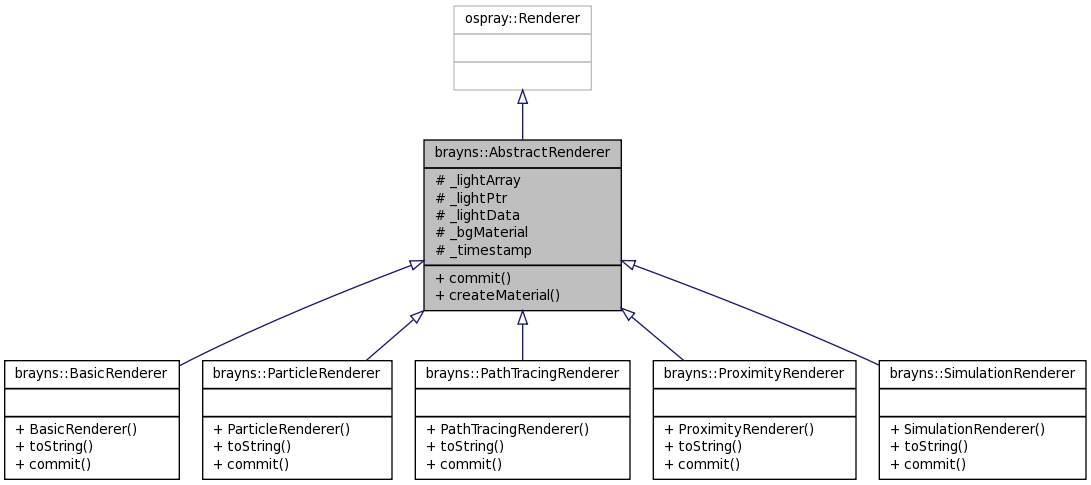 ospray::Renderer
brayns::AbstractRenderer
# _lightArray
# _lightPtr
# _lightData
# _bgMaterial
# _timestamp
+ commit()
+ createMaterial()
brayns::BasicRenderer
+ BasicRenderer()
+ toString()
+ commit()
brayns::ParticleRenderer
+ ParticleRenderer()
+ toString()
+ commit()
brayns::PathTracingRenderer
+ PathTracingRenderer()
+ toString()
+ commit()
brayns::ProximityRenderer
+ ProximityRenderer()
+ toString()
+ commit()
brayns::SimulationRenderer
+ SimulationRenderer()
+ toString()
+ commit()